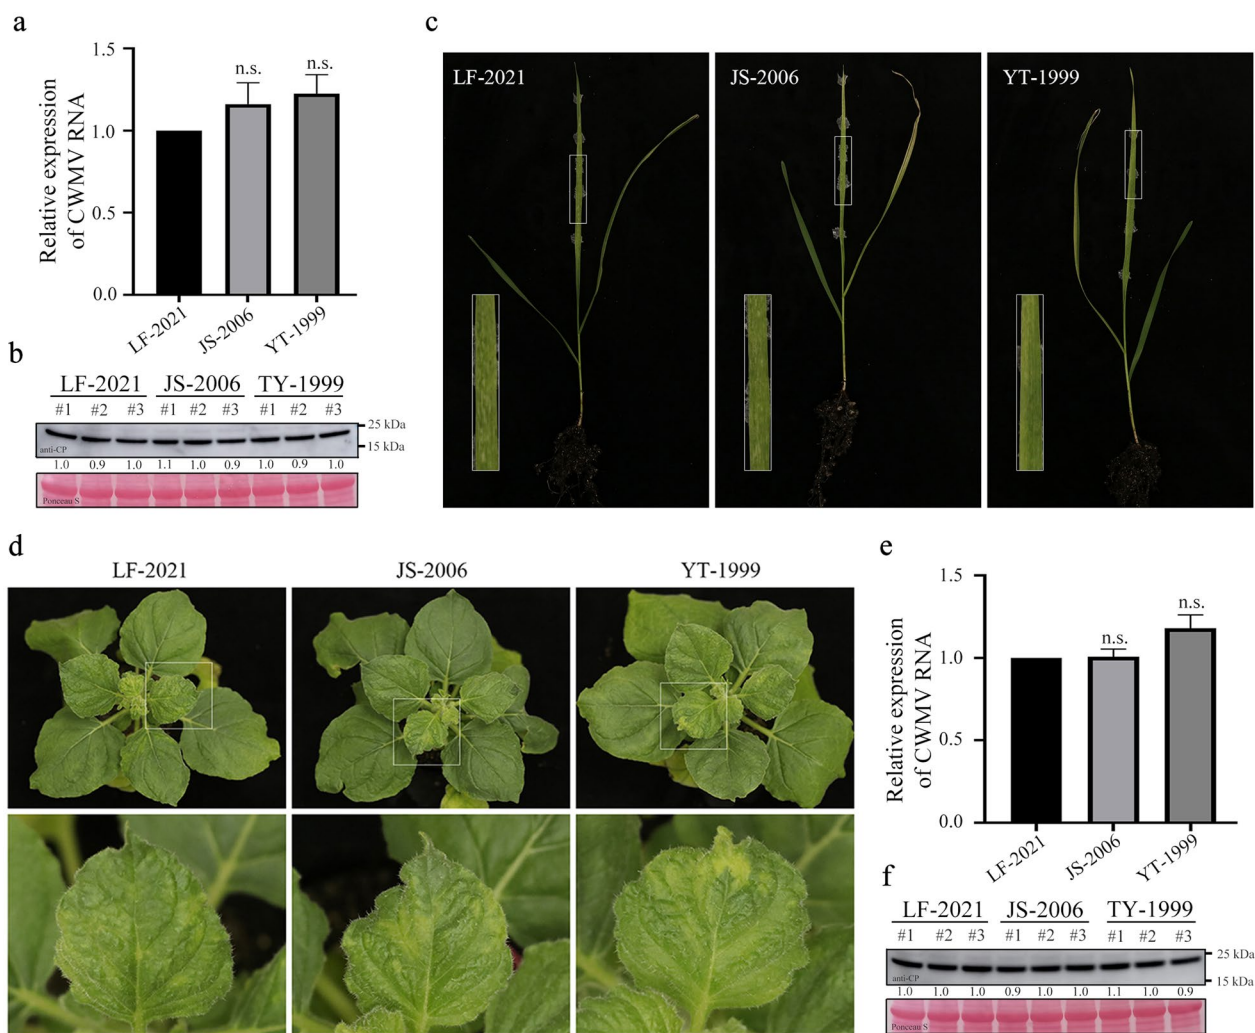 a
1.5
1.0
0.5
0.0
Relative expression
of CWMV RNA
n.s.
n.s.
LF-2021
JS-2006
YT-1999
b
LF-2021 JS-2006 TY-1999
#1 #2 #3 #1 #2 #3 #1 #2 #3
25 kDa
15 kDa
anti-CP
1.0 0.9 1.0 1.1 1.0 0.9 1.0 0.9 1.0
Ponceau S
c
LF-2021
JS-2006
YT-1999
d
LF-2021
JS-2006
YT-1999
e
1.5
1.0
0.5
0.0
Relative expression
of CWMV RNA
n.s.
n.s.
LF-2021
JS-2006
YT-1999
f
LF-2021 JS-2006 TY-1999
#1 #2 #3 #1 #2 #3 #1 #2 #3
25 kDa
15 kDa
anti-CP
1.0 1.0 1.0 0.9 1.0 1.0 1.1 1.0 0.9
Ponceau S